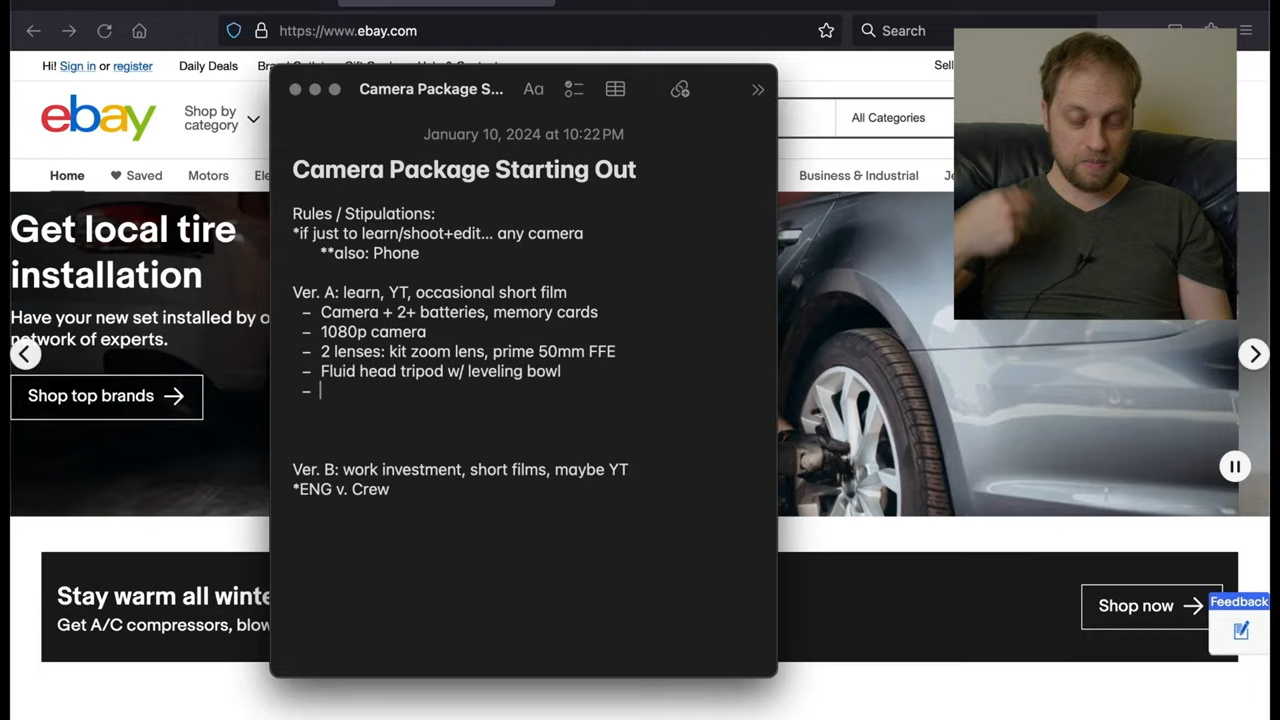 https://www.ebay.com
Search
Hi! Sign in or register
Daily Deals
Sell
ebay
Shop by
category
All Categories
Home
Saved
Motors
Business & Industrial
Get local tire
installation
Have your new set installed by
network of experts.
Shop top brands
Camera Package S...
Aa
January 10, 2024 at 10:22 PM
Camera Package Starting Out
Rules / Stipulations:
*if just to learn/shoot+edit... any camera
**also: Phone
Ver. A: learn, YT, occasional short film
– Camera + 2+ batteries, memory cards
– 1080p camera
– 2 lenses: kit zoom lens, prime 50mm FFE
– Fluid head tripod w/ leveling bowl
–
Ver. B: work investment, short films, maybe YT
*ENG v. Crew
Stay warm all
Get A/C compressors,
Shop now
Feedback